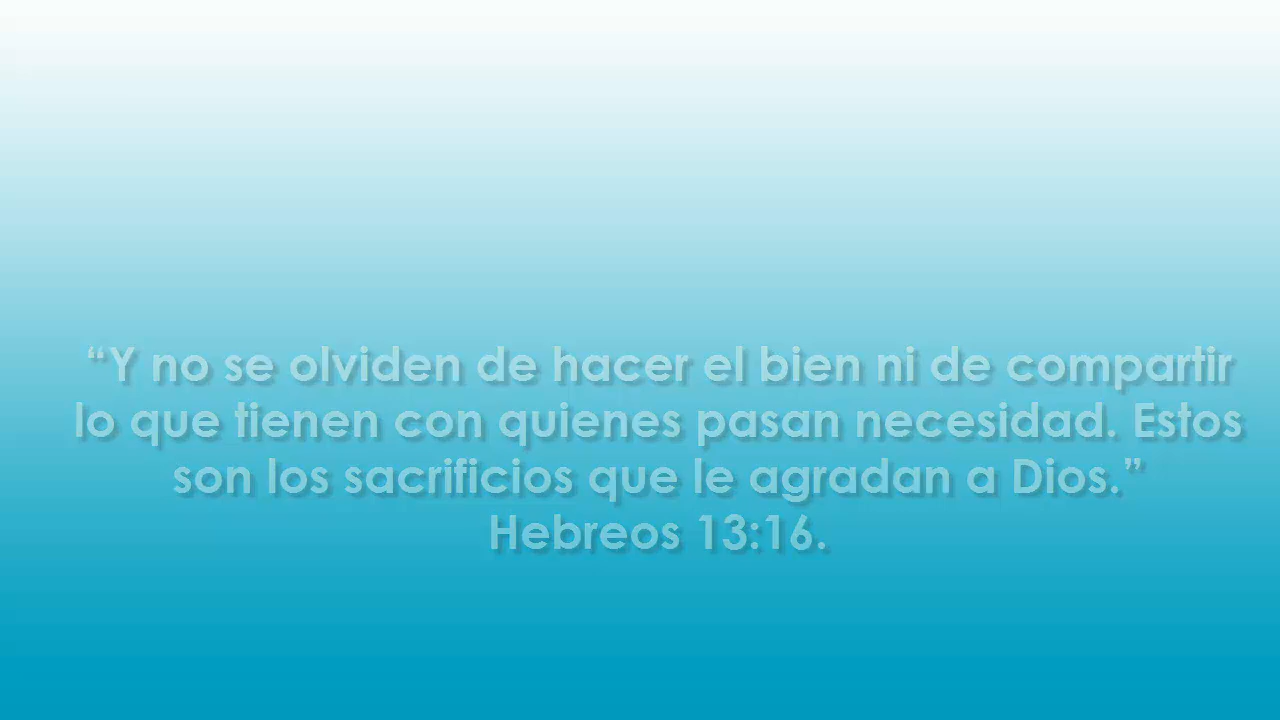 “Y no se olviden de hacer el bien ni de compartir
lo que tienen con quienes pasan necesidad. Estos
son los sacrificios que le agradan a Dios.”
Hebreos 13:16.